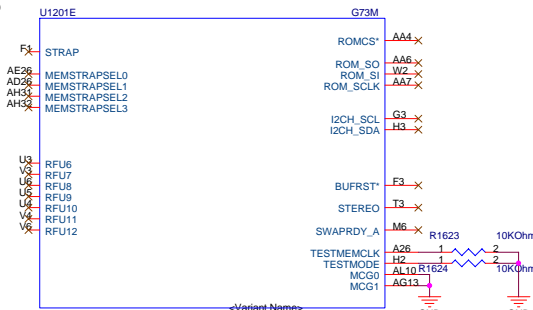 U1201E G73M
F1 STRAP
AE26 MEMSTRAPSEL0
AD26 MEMSTRAPSEL1
AH31 MEMSTRAPSEL2
AH32 MEMSTRAPSEL3
U3 RFU6
V3 RFU7
U6 RFU8
U5 RFU9
U4 RFU10
V4 RFU11
V6 RFU12
ROMCS* AA4
ROM_SO AA6
ROM_SI W2
ROM_SCLK AA7
I2CH_SCL G3
I2CH_SDA H3
BUFRST* F3
STEREO T3
SWAPRDY_A M6
TESTMEMCLK A26 1 R1623 2 10KOhm
TESTMODE H2 1 R1624 2 10KOhm
MCG0 AL10
MCG1 AG13
<Variant Name>